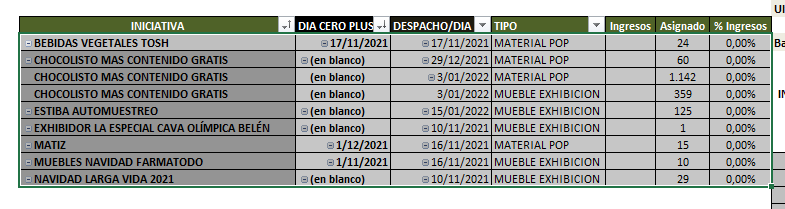 UI
INICIATIVA DIA CERO PLUS DESPACHO/DIA TIPO Ingresos Asignado % Ingresos
BEBIDAS VEGETALES TOSH 17/11/2021 17/11/2021 MATERIAL POP 24 0,00% Ba
CHOCOLISTO MAS CONTENIDO GRATIS (en blanco) 29/12/2021 MATERIAL POP 60 0,00%
CHOCOLISTO MAS CONTENIDO GRATIS (en blanco) 3/01/2022 MATERIAL POP 1.142 0,00%
CHOCOLISTO MAS CONTENIDO GRATIS (en blanco) 3/01/2022 MUEBLE EXHIBICION 359 0,00% IN
ESTIBA AUTOMUESTREO (en blanco) 15/01/2022 MUEBLE EXHIBICION 125 0,00%
EXHIBIDOR LA ESPECIAL CAVA OLÍMPICA BELÉN (en blanco) 10/11/2021 MUEBLE EXHIBICION 1 0,00%
MATIZ 1/12/2021 16/11/2021 MATERIAL POP 15 0,00%
MUEBLES NAVIDAD FARMATODO 1/11/2021 16/11/2021 MUEBLE EXHIBICION 10 0,00%
NAVIDAD LARGA VIDA 2021 (en blanco) 10/11/2021 MUEBLE EXHIBICION 29 0,00%